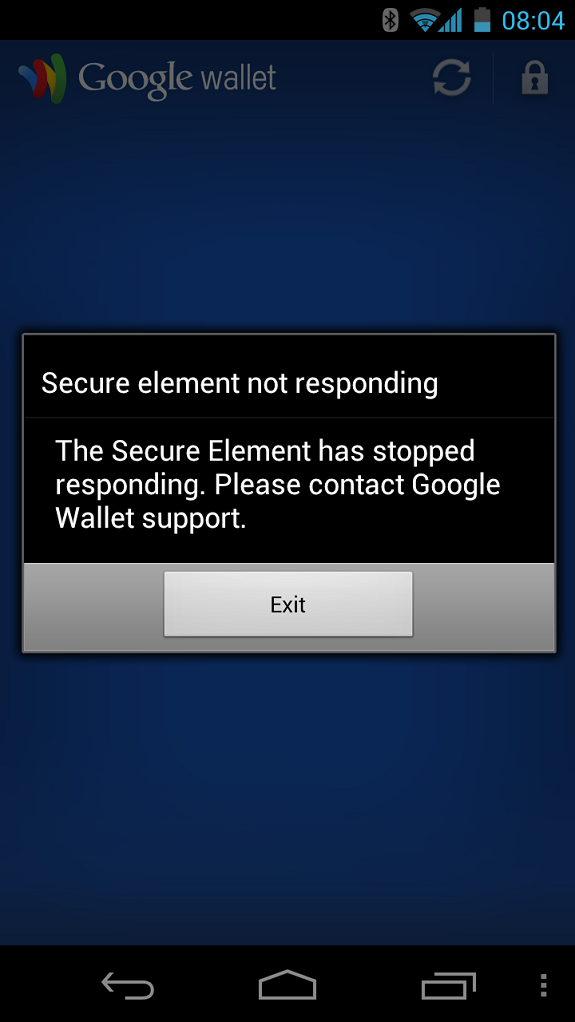 08:04
Google wallet
Secure element not responding
The Secure Element has stopped
responding. Please contact Google
Wallet support.
Exit